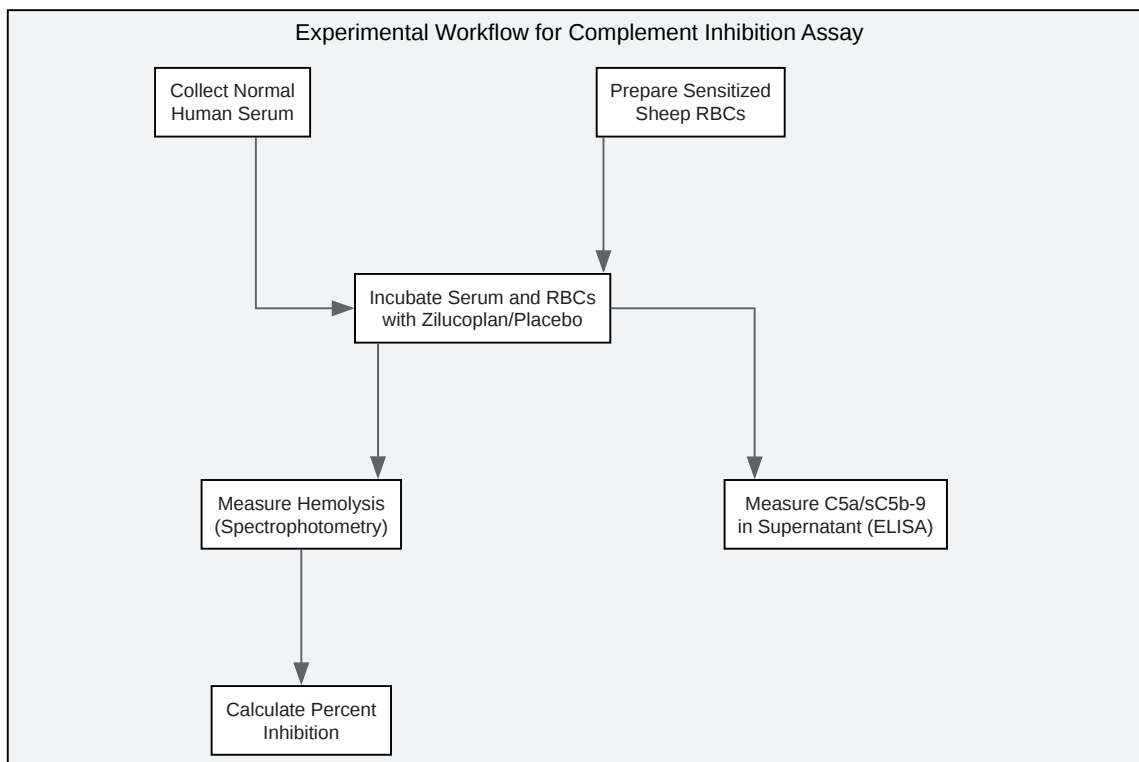 Experimental Workflow for Complement Inhibition Assay
Collect Normal
Human Serum
Prepare Sensitized
Sheep RBCs
Incubate Serum and RBCs
with Zilucoplan/Placebo
Measure Hemolysis
(Spectrophotometry)
Measure C5a/sC5b-9
in Supernatant (ELISA)
Calculate Percent
Inhibition